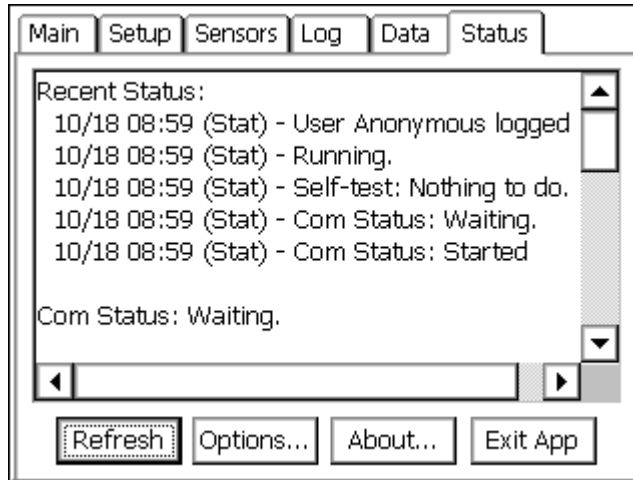 Main Setup Sensors Log Data Status
Recent Status:
10/18 08:59 (Stat) - User Anonymous logged
10/18 08:59 (Stat) - Running.
10/18 08:59 (Stat) - Self-test: Nothing to do.
10/18 08:59 (Stat) - Com Status: Waiting.
10/18 08:59 (Stat) - Com Status: Started
Com Status: Waiting.
Refresh Options... About... Exit App